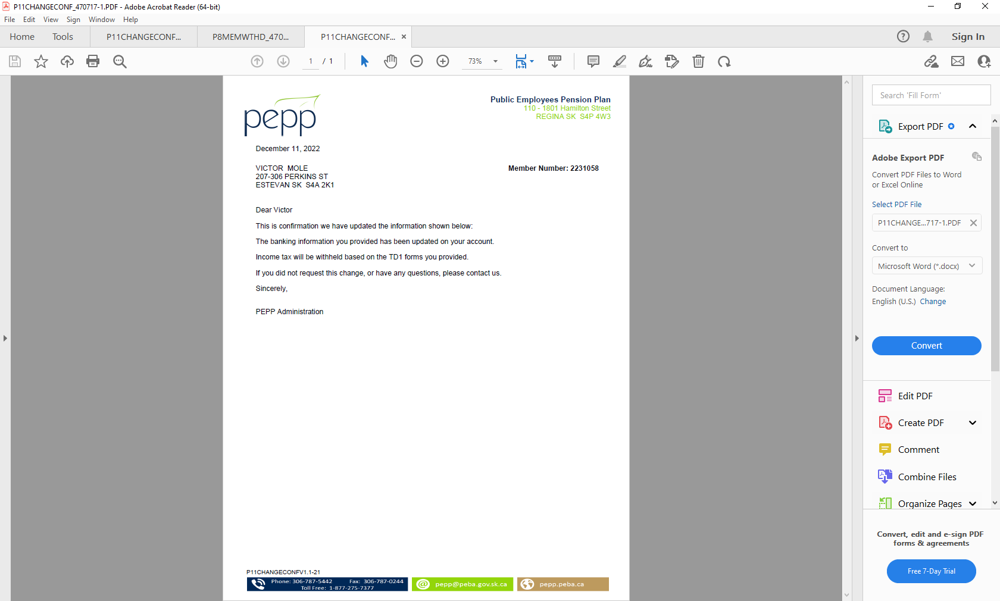 P11CHANGECONF_470717-1.PDF - Adobe Acrobat Reader (64-bit)
File Edit View Sign Window Help
Home Tools P11CHANGECONF... P8MEMWTHD_470... P11CHANGECONF... Sign In
1 / 1 73%
pepp
Public Employees Pension Plan
110 - 1801 Hamilton Street
REGINA SK S4P 4W3
December 11, 2022
VICTOR MOLE
Member Number: 2231058
207-306 PERKINS ST
ESTEVAN SK S4A 2K1
Dear Victor
This is confirmation we have updated the information shown below:
The banking information you provided has been updated on your account.
Income tax will be withheld based on the TD1 forms you provided.
If you did not request this change, or have any questions, please contact us.
Sincerely,
PEPP Administration
P11CHANGECONFV1.1-21
Phone: 306-787-5442 Fax: 306-787-0244
Toll Free: 1-877-275-7377
pepp@peba.gov.sk.ca
pepp.peba.ca
Search 'Fill Form'
Export PDF
Adobe Export PDF
Convert PDF Files to Word
or Excel Online
Select PDF File
P11CHANGE...717-1.PDF
Convert to
Microsoft Word (*.docx)
Document Language:
English (U.S.) Change
Convert
Edit PDF
Create PDF
Comment
Combine Files
Organize Pages
Convert, edit and e-sign PDF
forms & agreements
Free 7-Day Trial